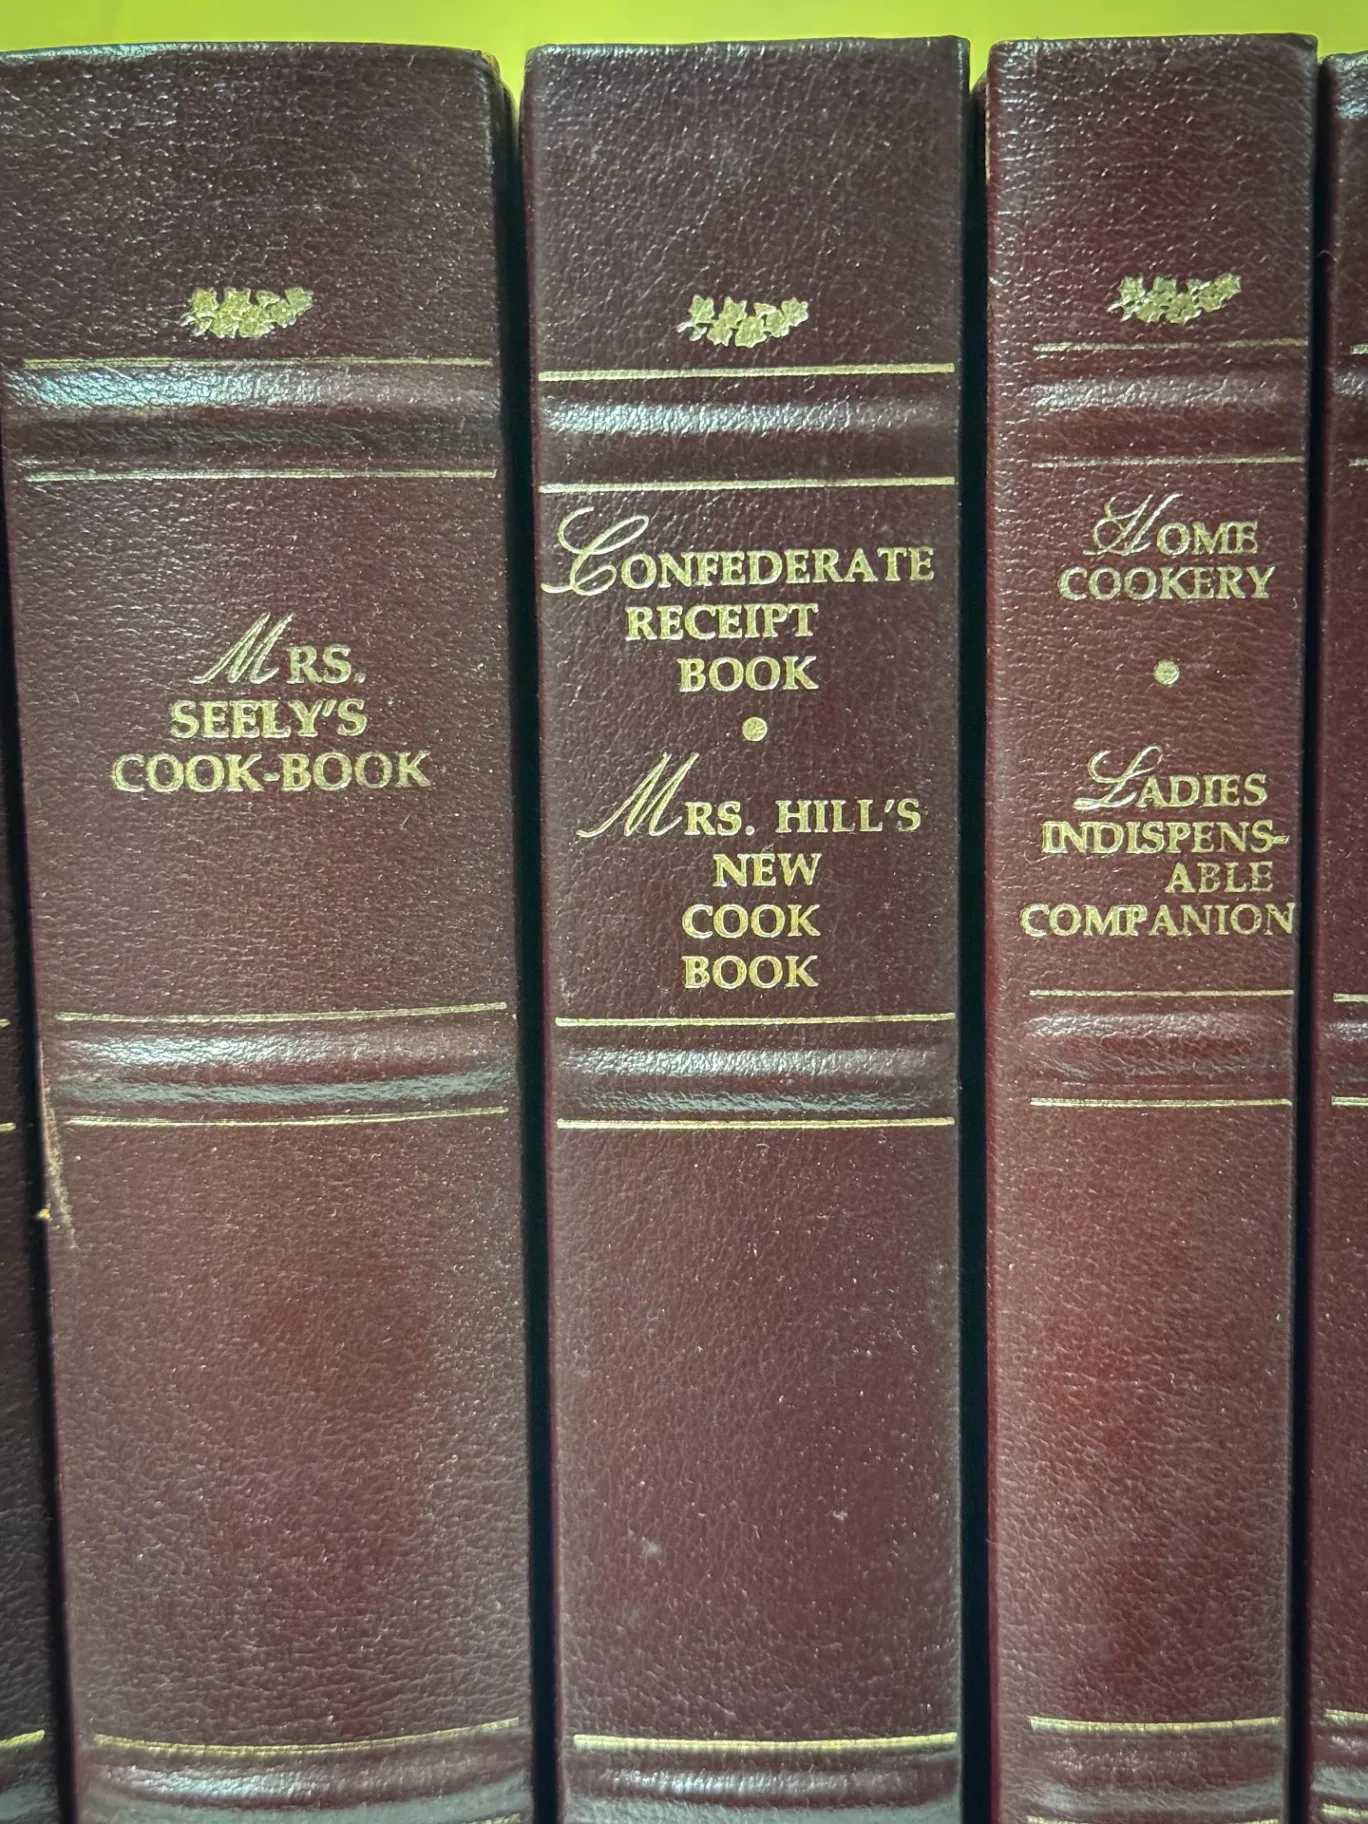 MRS.
SEELY'S
COOK-BOOK
CONFEDERATE
RECEIPT
BOOK
MRS. HILL'S
NEW
COOK
BOOK
HOME
COOKERY
LADIES
INDISPENS-
ABLE
COMPANION